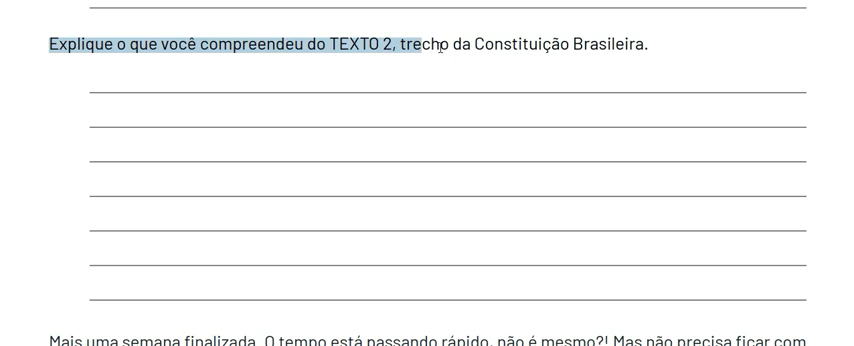 Explique o que você compreendeu do TEXTO 2, trecho da Constituição Brasileira.
Mais uma semana finalizada. O tempo está passando rápido, não é mesmo?! Mas não precisa ficar com